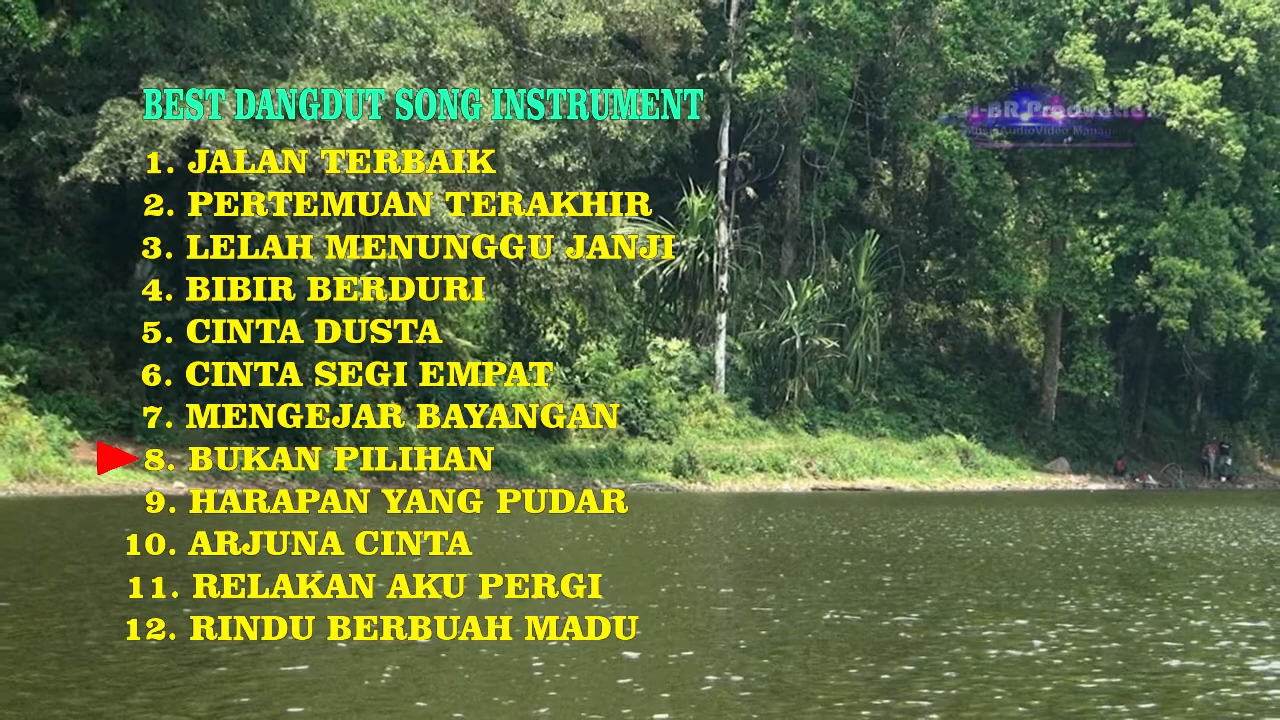 BEST DANGDUT SONG INSTRUMENT
1. JALAN TERBAIK
2. PERTEMUAN TERAKHIR
3. LELAH MENUNGGU JANJI
4. BIBIR BERDURI
5. CINTA DUSTA
6. CINTA SEGI EMPAT
7. MENGEJAR BAYANGAN
8. BUKAN PILIHAN
9. HARAPAN YANG PUDAR
10. ARJUNA CINTA
11. RELAKAN AKU PERGI
12. RINDU BERBUAH MADU